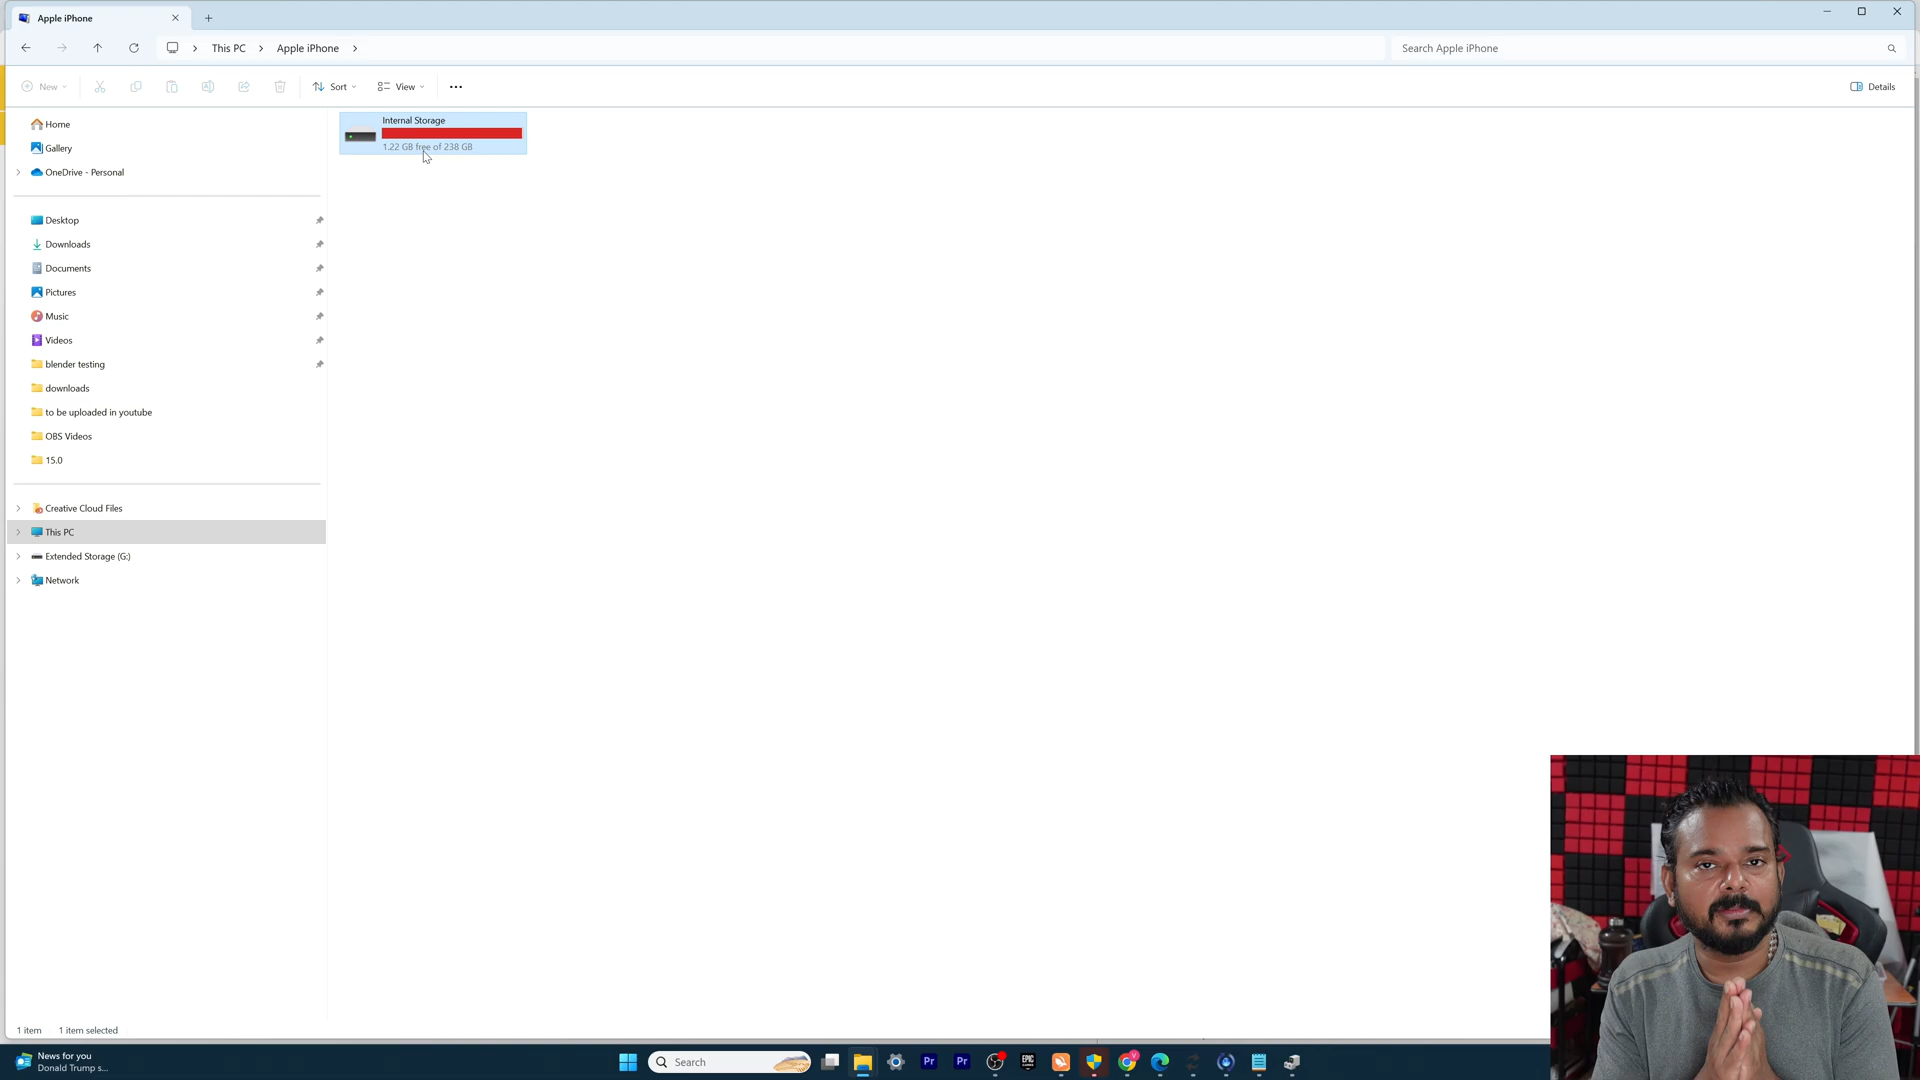 Apple iPhone
This PC
Apple iPhone
Search Apple iPhone
New
Sort
View
Details
Home
Gallery
OneDrive - Personal
Desktop
Downloads
Documents
Pictures
Music
Videos
blender testing
downloads
to be uploaded in youtube
OBS Videos
15.0
Creative Cloud Files
This PC
Extended Storage (G:)
Network
Internal Storage
1.22 GB free of 238 GB
1 item
1 item selected
News for you
Donald Trump s...
Search
Pr
Pr
EPIC
V